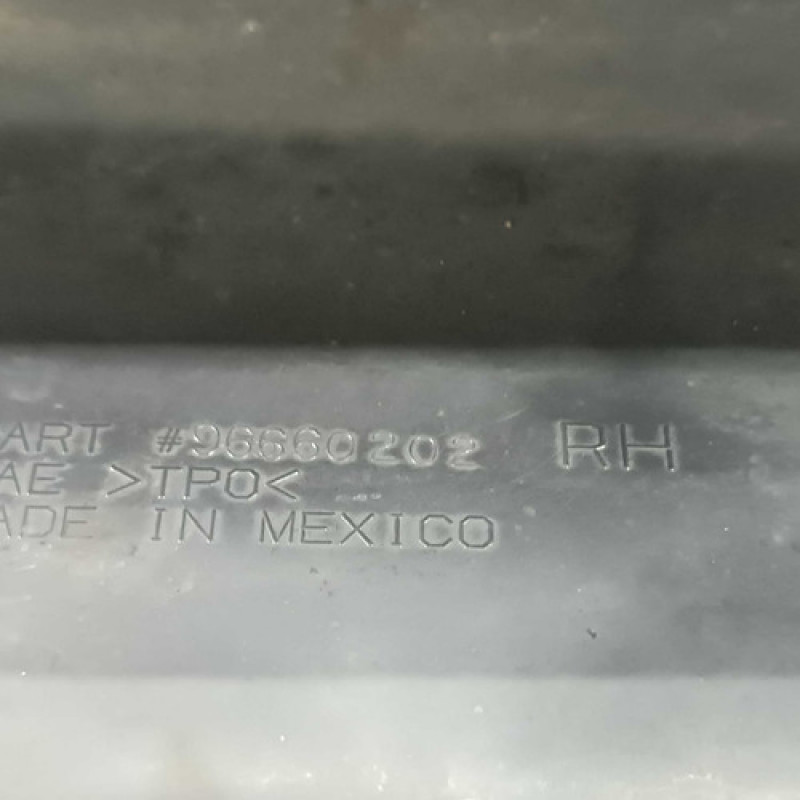 ART #96660202 RH
AE >TPO<
ADE IN MEXICO